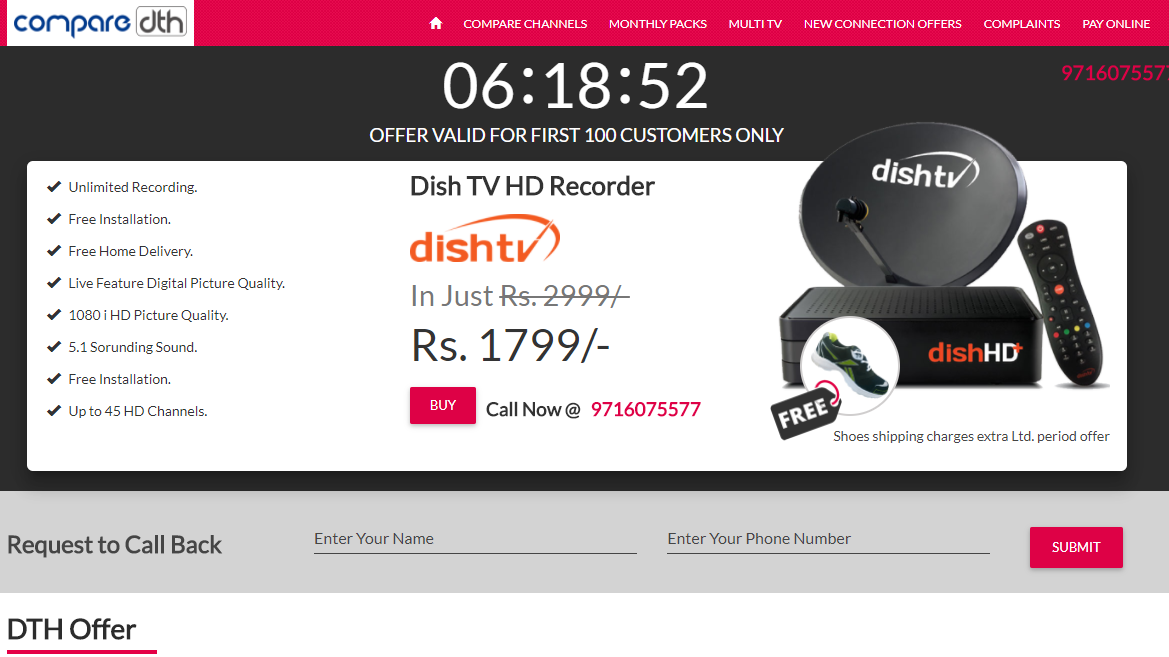 compare dth
COMPARE CHANNELS MONTHLY PACKS MULTI TV NEW CONNECTION OFFERS COMPLAINTS PAY ONLINE
06:18:52
9716075577
OFFER VALID FOR FIRST 100 CUSTOMERS ONLY
Unlimited Recording.
Free Installation.
Free Home Delivery.
Live Feature Digital Picture Quality.
1080 i HD Picture Quality.
5.1 Sorunding Sound.
Free Installation.
Up to 45 HD Channels.
Dish TV HD Recorder
dishtv
In Just Rs. 2999/-
Rs. 1799/-
BUY Call Now @ 9716075577
dishtv
dishHD+
FREE
Shoes shipping charges extra Ltd. period offer
Request to Call Back Enter Your Name Enter Your Phone Number SUBMIT
DTH Offer